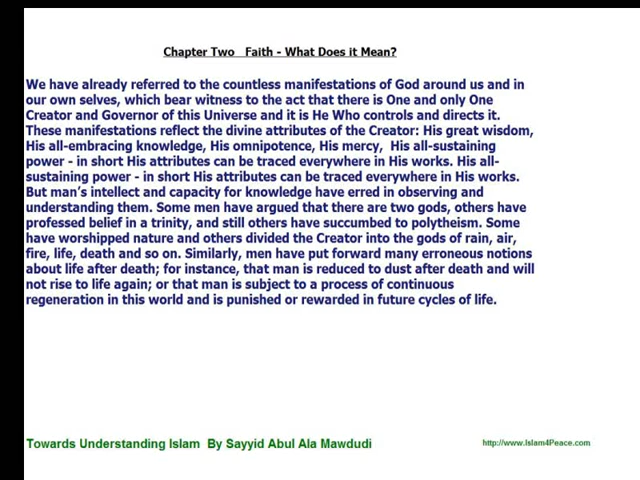 Chapter Two   Faith - What Does it Mean?
We have already referred to the countless manifestations of God around us and in
our own selves, which bear witness to the act that there is One and only One
Creator and Governor of this Universe and it is He Who controls and directs it.
These manifestations reflect the divine attributes of the Creator: His great wisdom,
His all-embracing knowledge, His omnipotence, His mercy,  His all-sustaining
power - in short His attributes can be traced everywhere in His works. His all-
sustaining power - in short His attributes can be traced everywhere in His works.
But man's intellect and capacity for knowledge have erred in observing and
understanding them. Some men have argued that there are two gods, others have
professed belief in a trinity, and still others have succumbed to polytheism. Some
have worshipped nature and others divided the Creator into the gods of rain, air,
fire, life, death and so on. Similarly, men have put forward many erroneous notions
about life after death; for instance, that man is reduced to dust after death and will
not rise to life again; or that man is subject to a process of continuous
regeneration in this world and is punished or rewarded in future cycles of life.
Towards Understanding Islam  By Sayyid Abul Ala Mawdudi
http://www.Islam4Peace.com